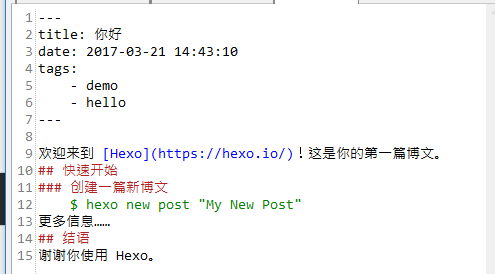 1 ---
2 title: 你好
3 date: 2017-03-21 14:43:10
4 tags:
5     - demo
6     - hello
7 ---
8
9 欢迎来到 [Hexo](https://hexo.io/)！这是你的第一篇博文。
10 ## 快速开始
11 ### 创建一篇新博文
12     $ hexo new post "My New Post"
13 更多信息……
14 ## 结语
15 谢谢你使用 Hexo。